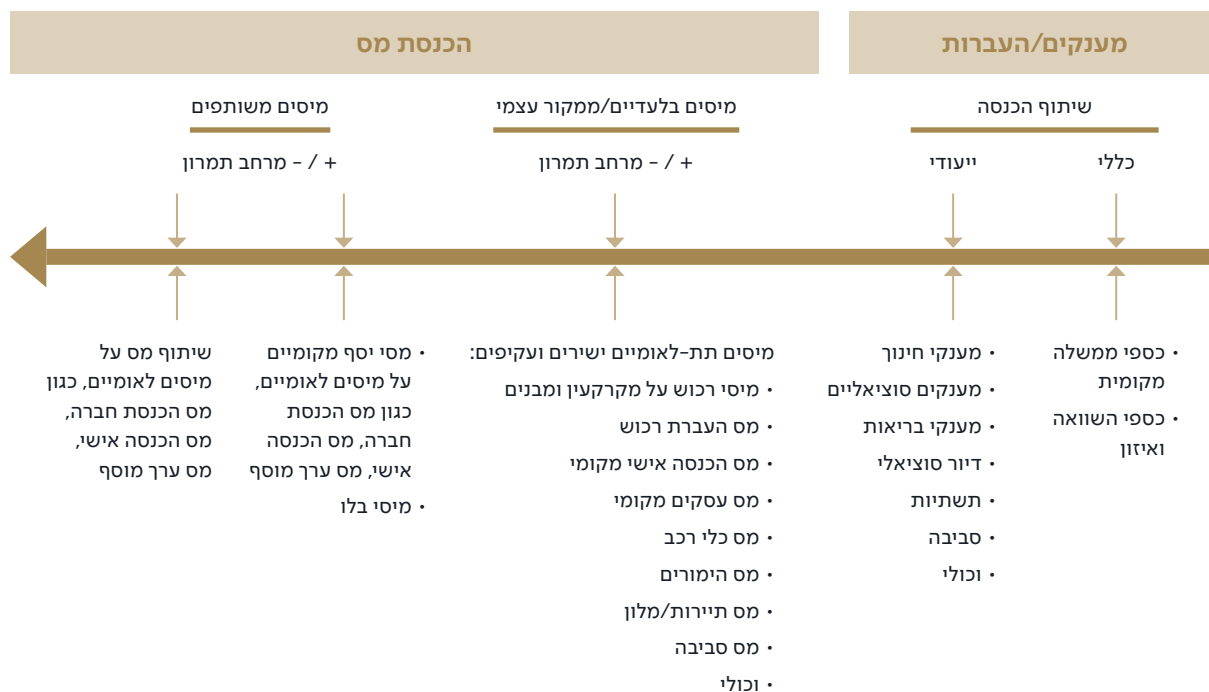 מענקים/העברות
הכנסת מס
שיתוף הכנסה
מיסים בלעדיים/ממקור עצמי
מיסים משותפים
כללי
ייעודי
+ / - מרחב תמרון
+ / - מרחב תמרון
• כספי ממשלה
מקומית
• כספי השוואה
ואיזון
• מענקי חינוך
• מענקים סוציאליים
• מענקי בריאות
• דיור סוציאלי
• תשתיות
• סביבה
• וכולי
מיסים תת-לאומיים ישירים ועקיפים:
• מיסי רכוש על מקרקעין ומבנים
• מס העברת רכוש
• מס הכנסה אישי מקומי
• מס עסקים מקומי
• מס כלי רכב
• מס הימורים
• מס תיירות/מלון
• מס סביבה
• וכולי
• מסי יסף מקומיים
על מיסים לאומיים,
כגון מס הכנסת
חברה, מס הכנסה
אישי, מס ערך מוסף
• מיסי בלו
שיתוף מס על
מיסים לאומיים, כגון
מס הכנסת חברה,
מס הכנסה אישי,
מס ערך מוסף